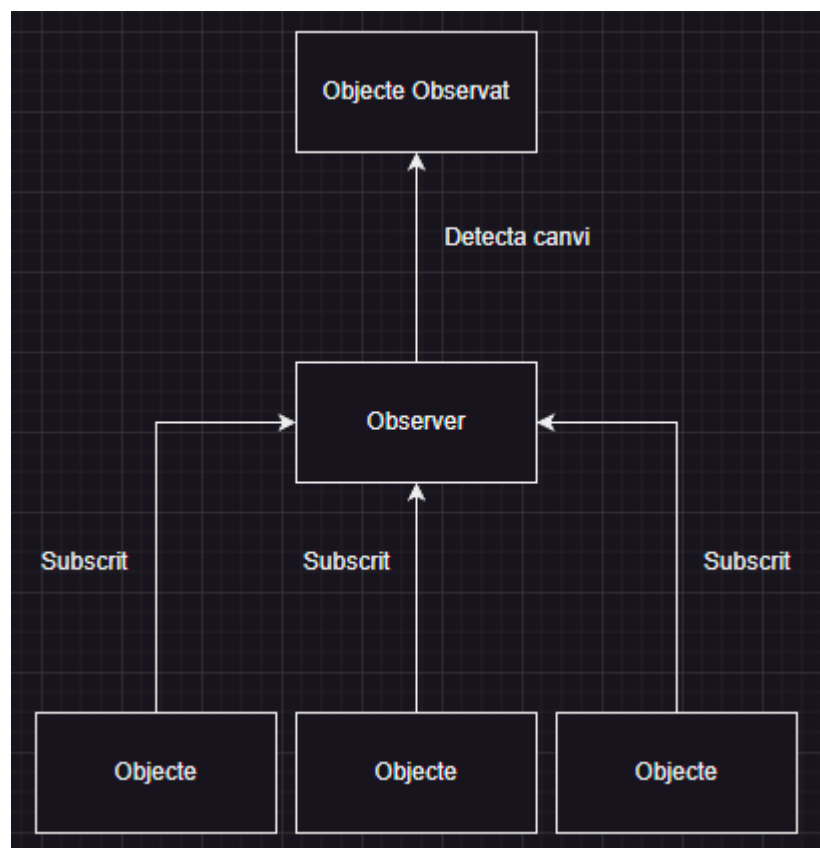 Objecte Observat
Detecta canvi
Observer
Subscrit
Subscrit
Subscrit
Objecte
Objecte
Objecte